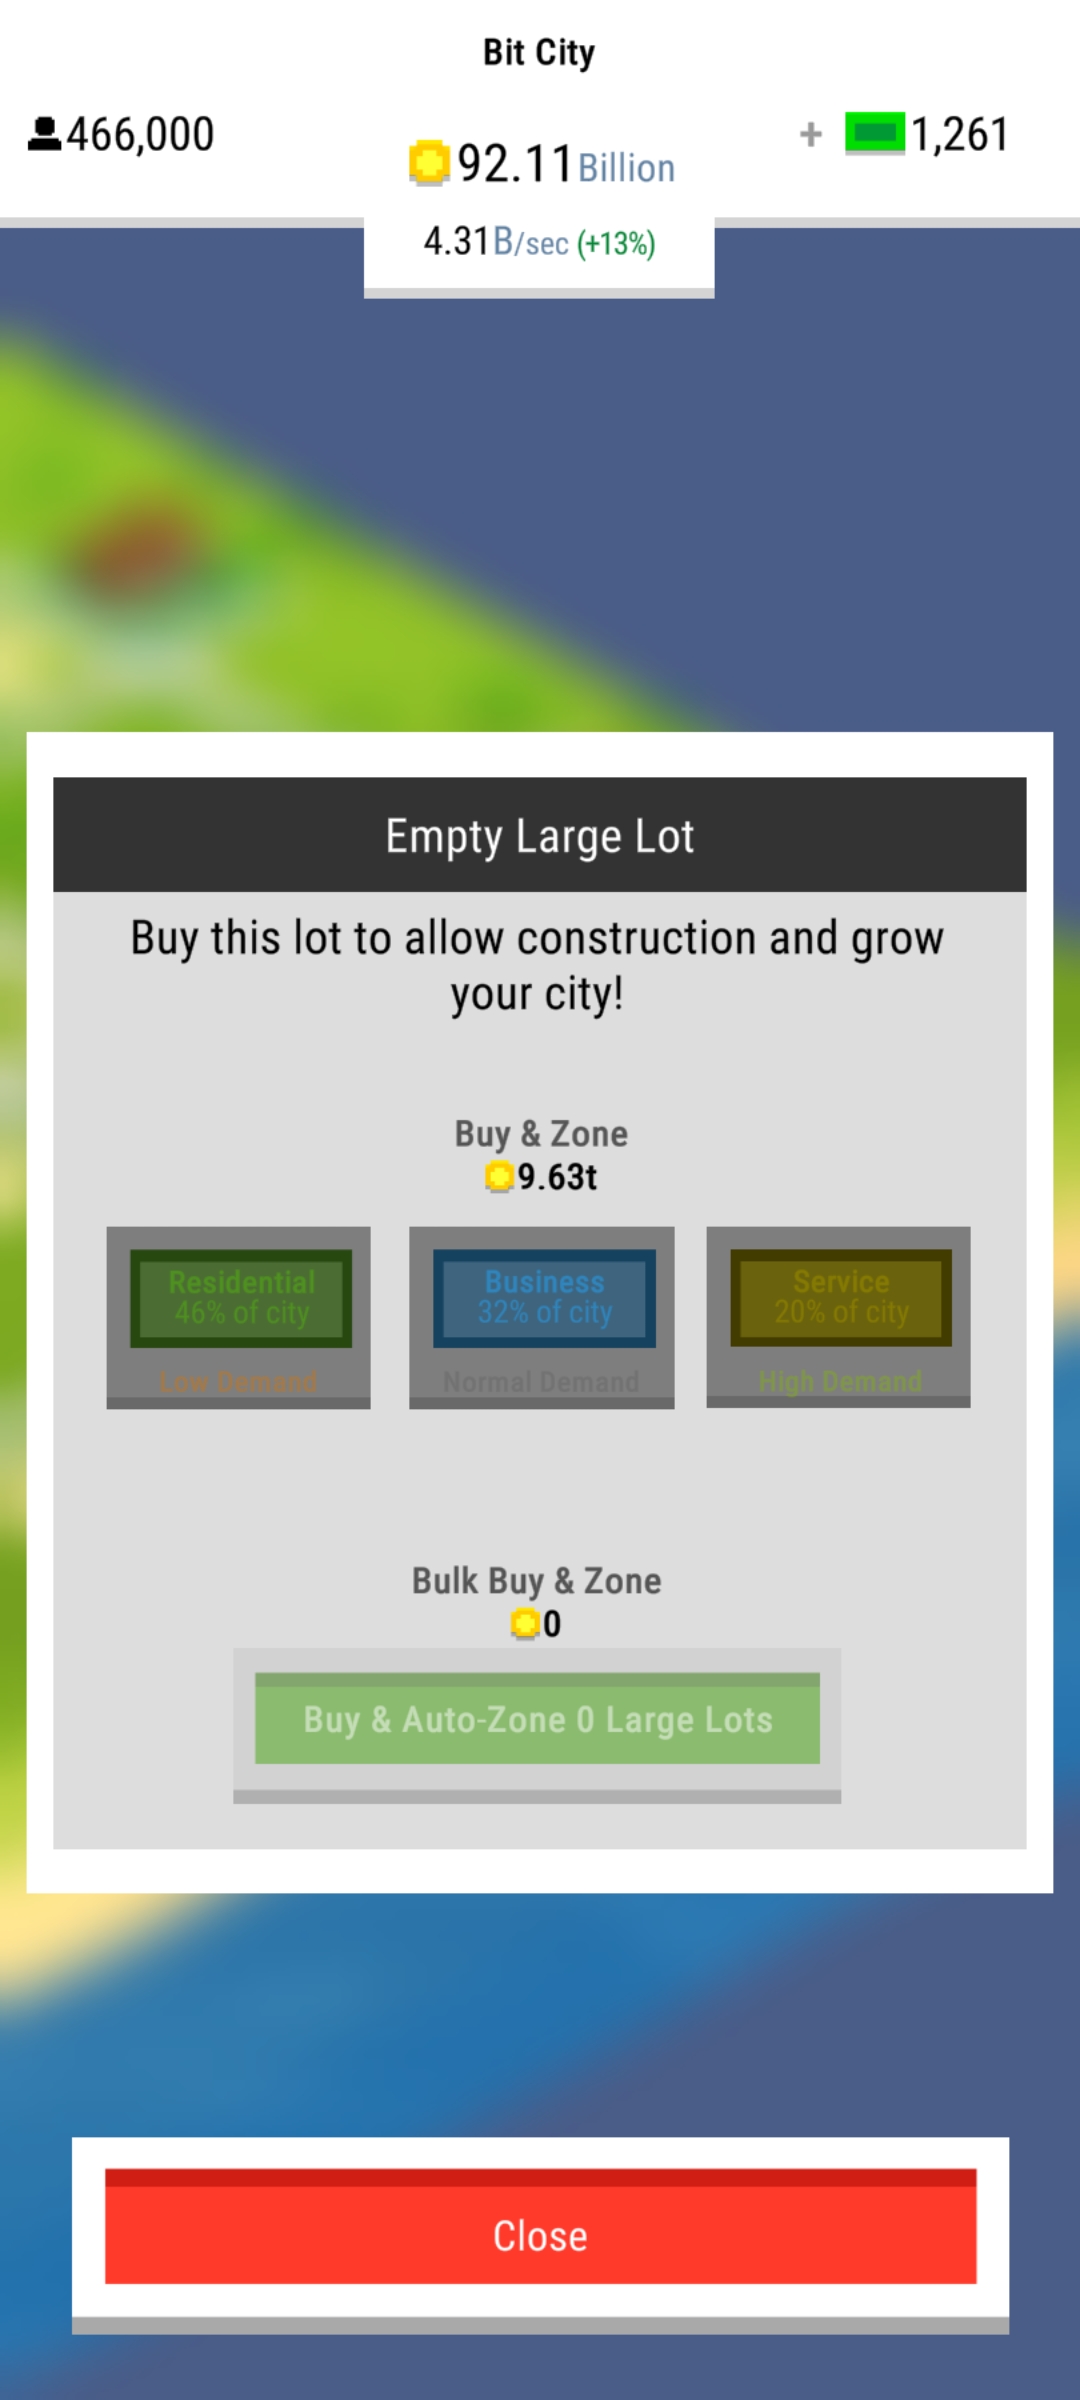 Bit City
466,000
92.11 Billion
+ 1,261
4.31B/sec (+13%)
Empty Large Lot
Buy this lot to allow construction and grow
your city!
Buy & Zone
9.63t
Residential
46% of city
Low Demand
Business
32% of city
Normal Demand
Service
20% of city
High Demand
Bulk Buy & Zone
0
Buy & Auto-Zone 0 Large Lots
Close